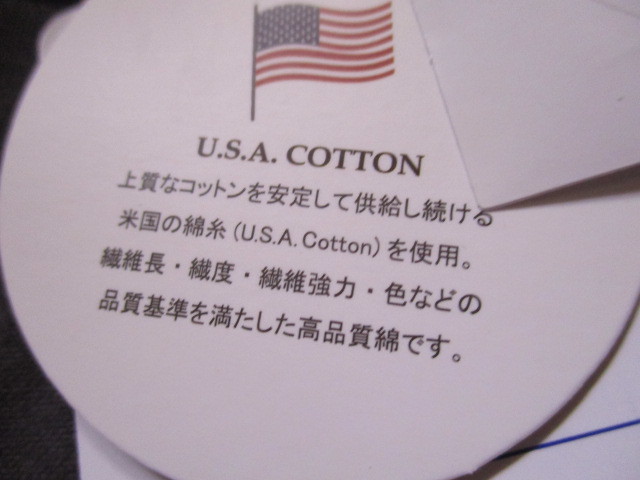 U.S.A. COTTON
上質なコットンを安定して供給し続ける
米国の綿糸(U.S.A. Cotton)を使用。
繊維長・繊度・繊維強力・色などの
品質基準を満たした高品質綿です。